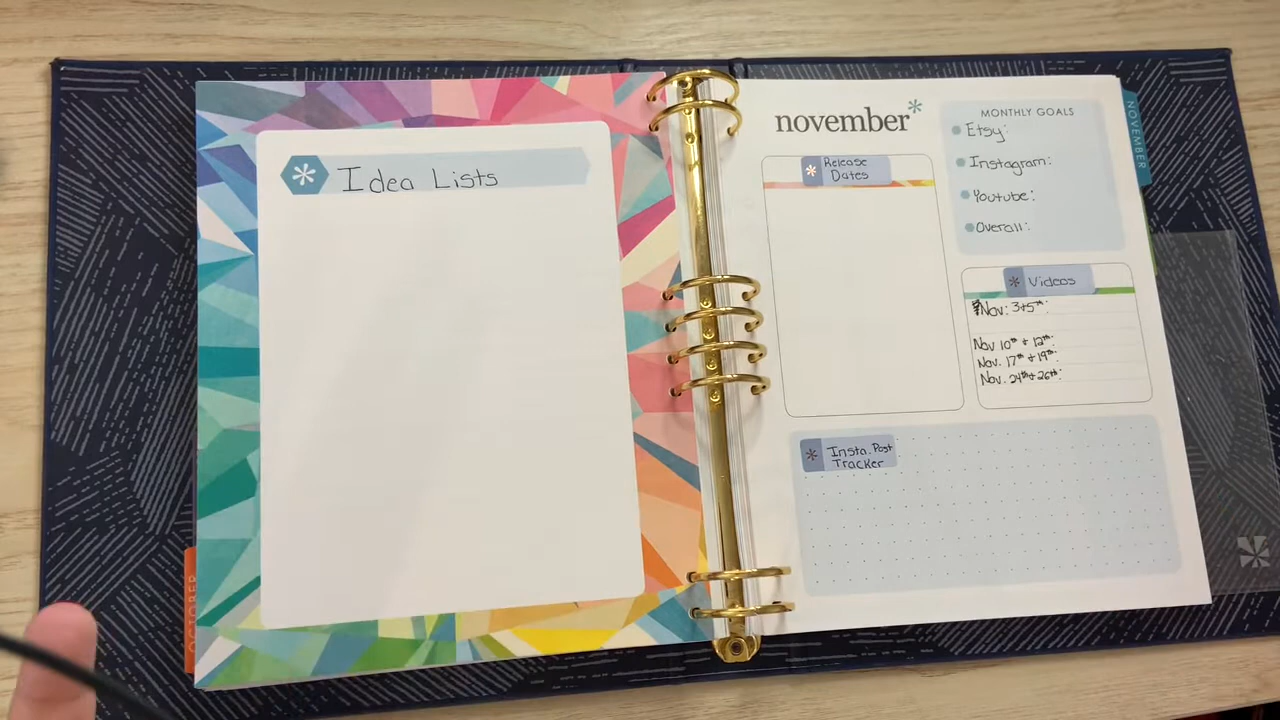 Idea Lists
OCTOBER
november*
MONTHLY GOALS
Etsy:
Instagram:
Youtube:
Overall:
Release
Dates
Videos
Nov: 3+5th:
Nov 10th + 12th:
Nov. 17th + 19th:
Nov. 24th + 26th:
Insta. Post
Tracker
NOVEMBER